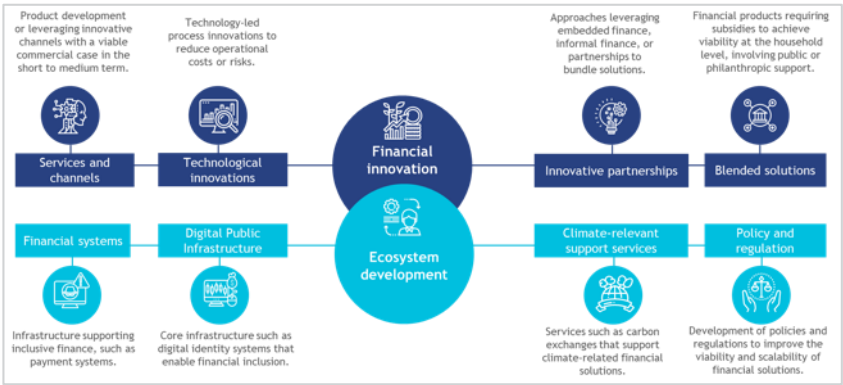 Product development
or leveraging innovative
channels with a viable
commercial case in the
short to medium term.
Technology-led
process innovations to
reduce operational
costs or risks.
Approaches leveraging
embedded finance,
informal finance, or
partnerships to
bundle solutions.
Financial products requiring
subsidies to achieve
viability at the household
level, involving public or
philanthropic support.
Services and
channels
Technological
innovations
Financial
innovation
Innovative partnerships
Blended solutions
Financial systems
Digital Public
Infrastructure
Ecosystem
development
Climate-relevant
support services
Policy and
regulation
Infrastructure supporting
inclusive finance, such as
payment systems.
Core infrastructure such as
digital identity systems that
enable financial inclusion.
Services such as carbon
exchanges that support
climate-related financial
solutions.
Development of policies and
regulations to improve the
viability and scalability of
financial solutions.